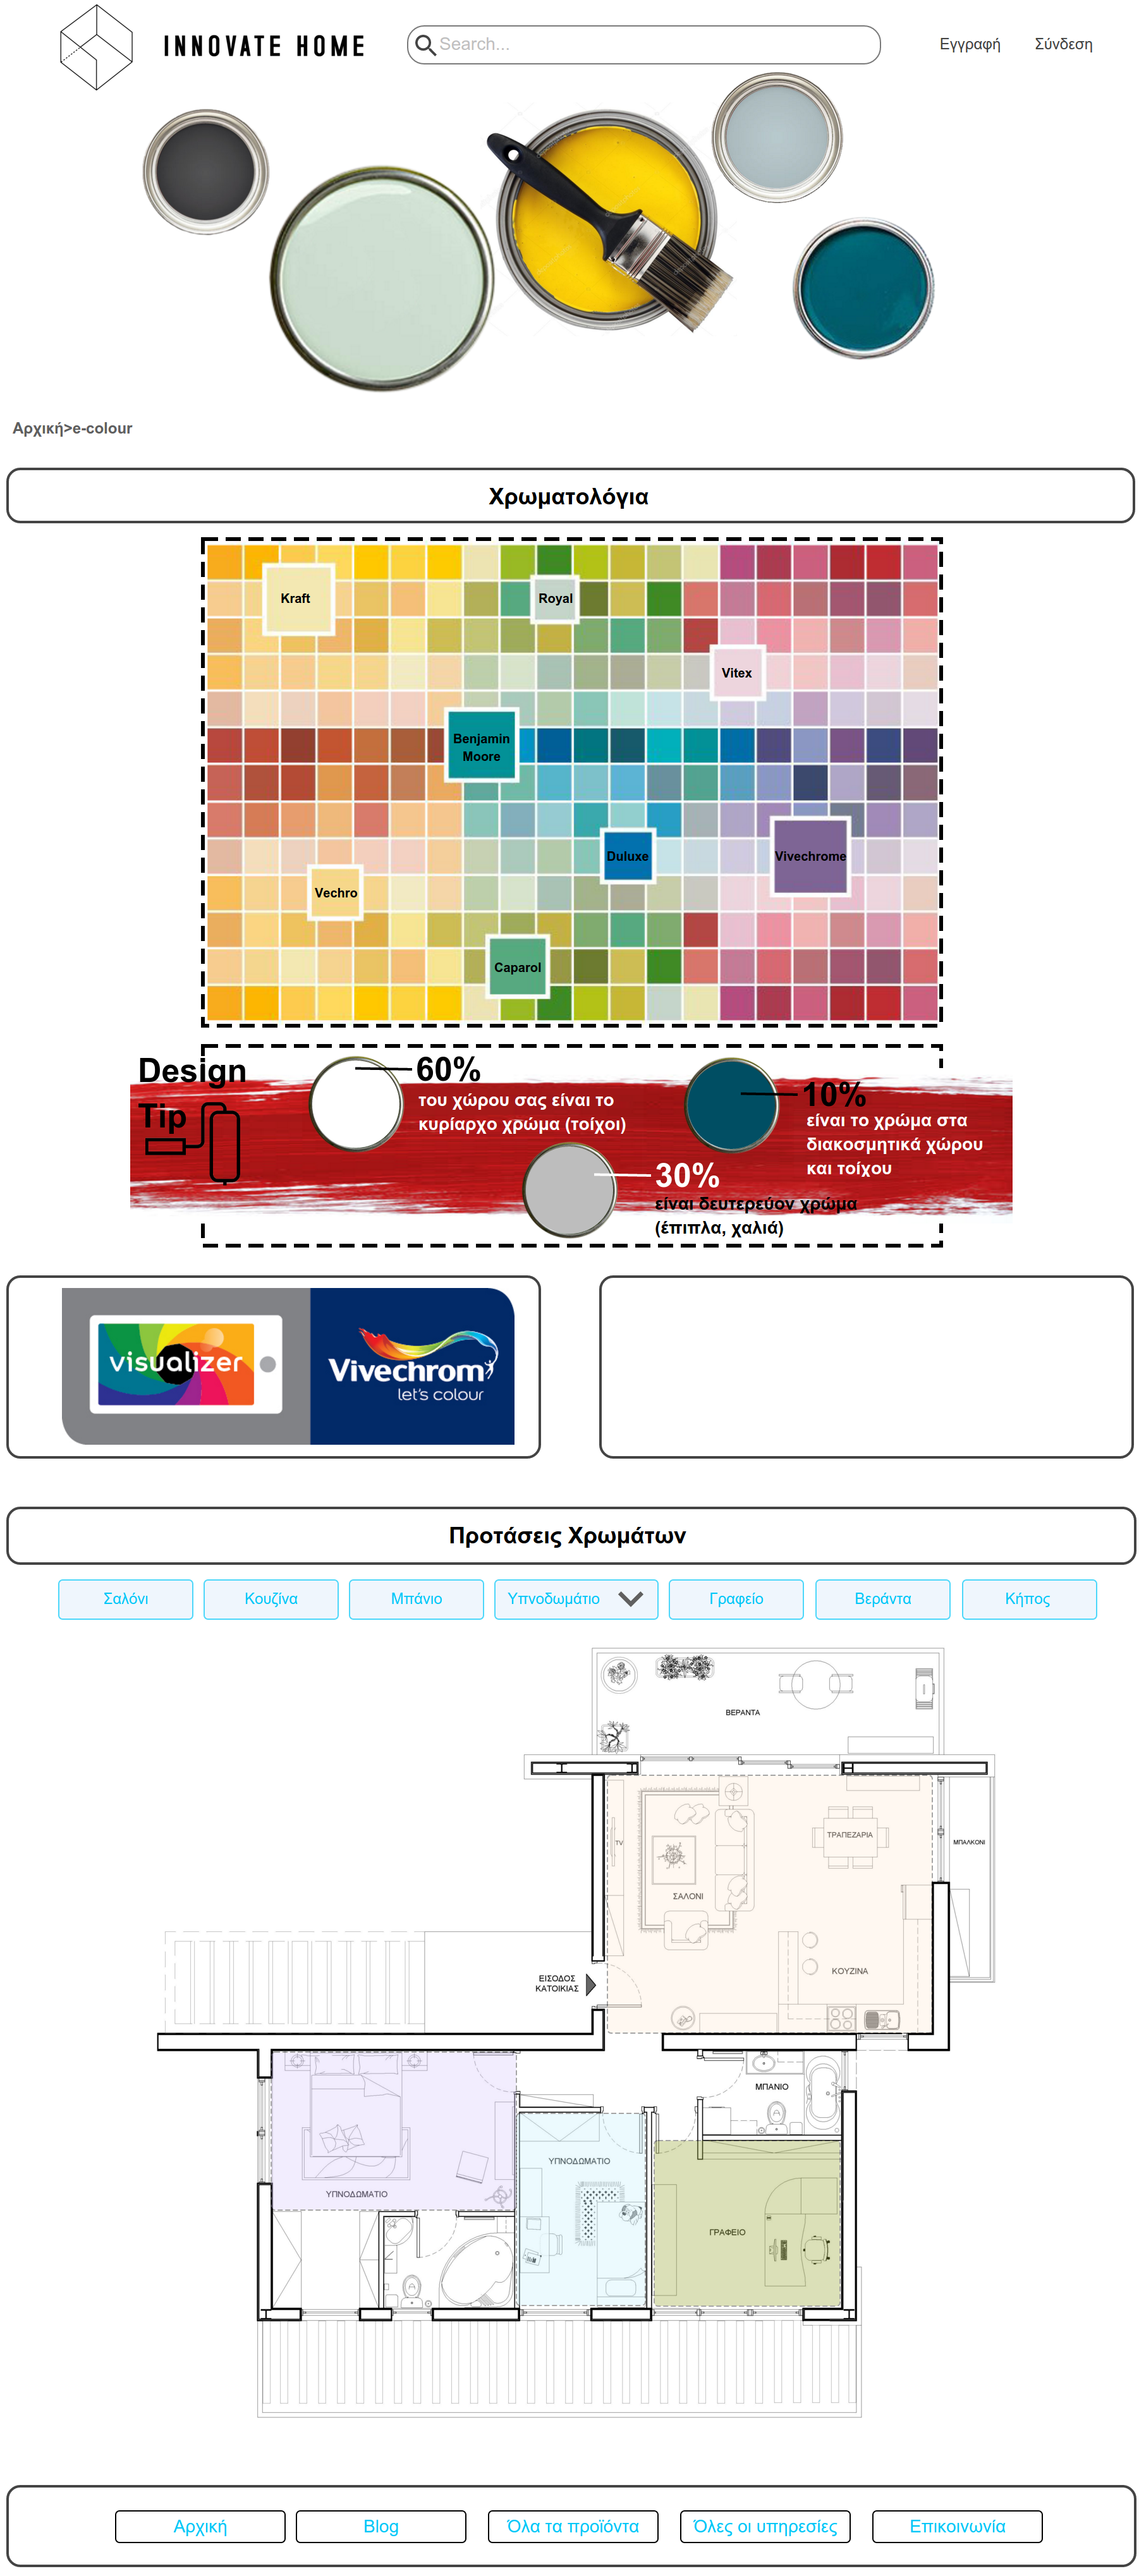 INNOVATE HOME
Search...
Εγγραφή
Σύνδεση
Αρχική>e-colour
Χρωματολόγια
Kraft
Royal
Vitex
Benjamin
Moore
Duluxe
Vivechrome
Vechro
Caparol
Design
Tip
60%
του χώρου σας είναι το
κυρίαρχο χρώμα (τοίχοι)
10%
είναι το χρώμα στα
διακοσμητικά χώρου
και τοίχου
30%
είναι δευτερεύον χρώμα
(έπιπλα, χαλιά)
visualizer
Vivechrom
let's colour
Προτάσεις Χρωμάτων
Σαλόνι
Κουζίνα
Μπάνιο
Υπνοδωμάτιο
Γραφείο
Βεράντα
Κήπος
ΒΕΡΑΝΤΑ
TV
ΤΡΑΠΕΖΑΡΙΑ
ΜΠΑΛΚΟΝΙ
ΣΑΛΟΝΙ
ΚΟΥΖΙΝΑ
ΕΙΣΟΔΟΣ
ΚΑΤΟΙΚΙΑΣ
ΜΠΑΝΙΟ
ΥΠΝΟΔΩΜΑΤΙΟ
ΥΠΝΟΔΩΜΑΤΙΟ
ΓΡΑΦΕΙΟ
Αρχική
Blog
Όλα τα προϊόντα
Όλες οι υπηρεσίες
Επικοινωνία